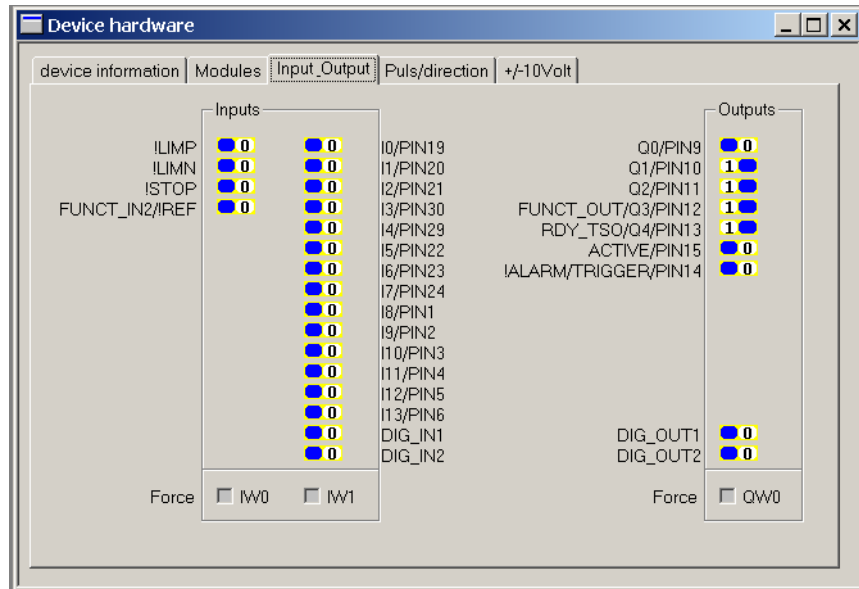 Device hardware
device information Modules Input_Output Puls/direction +/-10Volt
Inputs Outputs
!LIMP 0 0 I0/PIN19 Q0/PIN9 0
!LIMN 0 0 I1/PIN20 Q1/PIN10 1
!STOP 0 0 I2/PIN21 Q2/PIN11 1
FUNCT_IN2/!REF 0 0 I3/PIN30 FUNCT_OUT/Q3/PIN12 1
0 I4/PIN29 RDY_TSO/Q4/PIN13 1
0 I5/PIN22 ACTIVE/PIN15 0
0 I6/PIN23 !ALARM/TRIGGER/PIN14 0
0 I7/PIN24
0 I8/PIN1
0 I9/PIN2
0 I10/PIN3
0 I11/PIN4
0 I12/PIN5
0 I13/PIN6
0 DIG_IN1 DIG_OUT1 0
0 DIG_IN2 DIG_OUT2 0
Force IW0 IW1 Force QW0